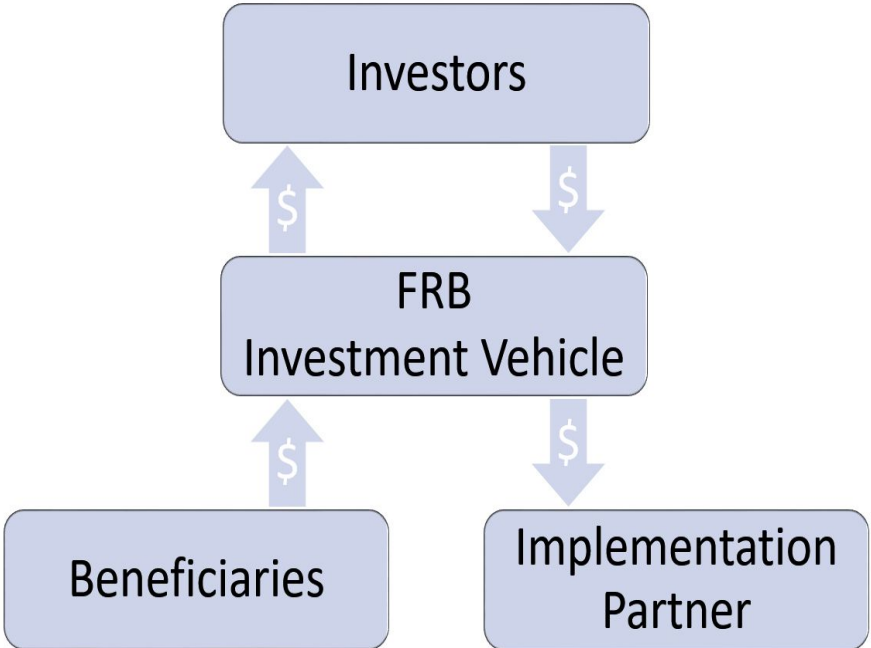 Investors
$
$
FRB
Investment Vehicle
$
$
Beneficiaries
Implementation
Partner